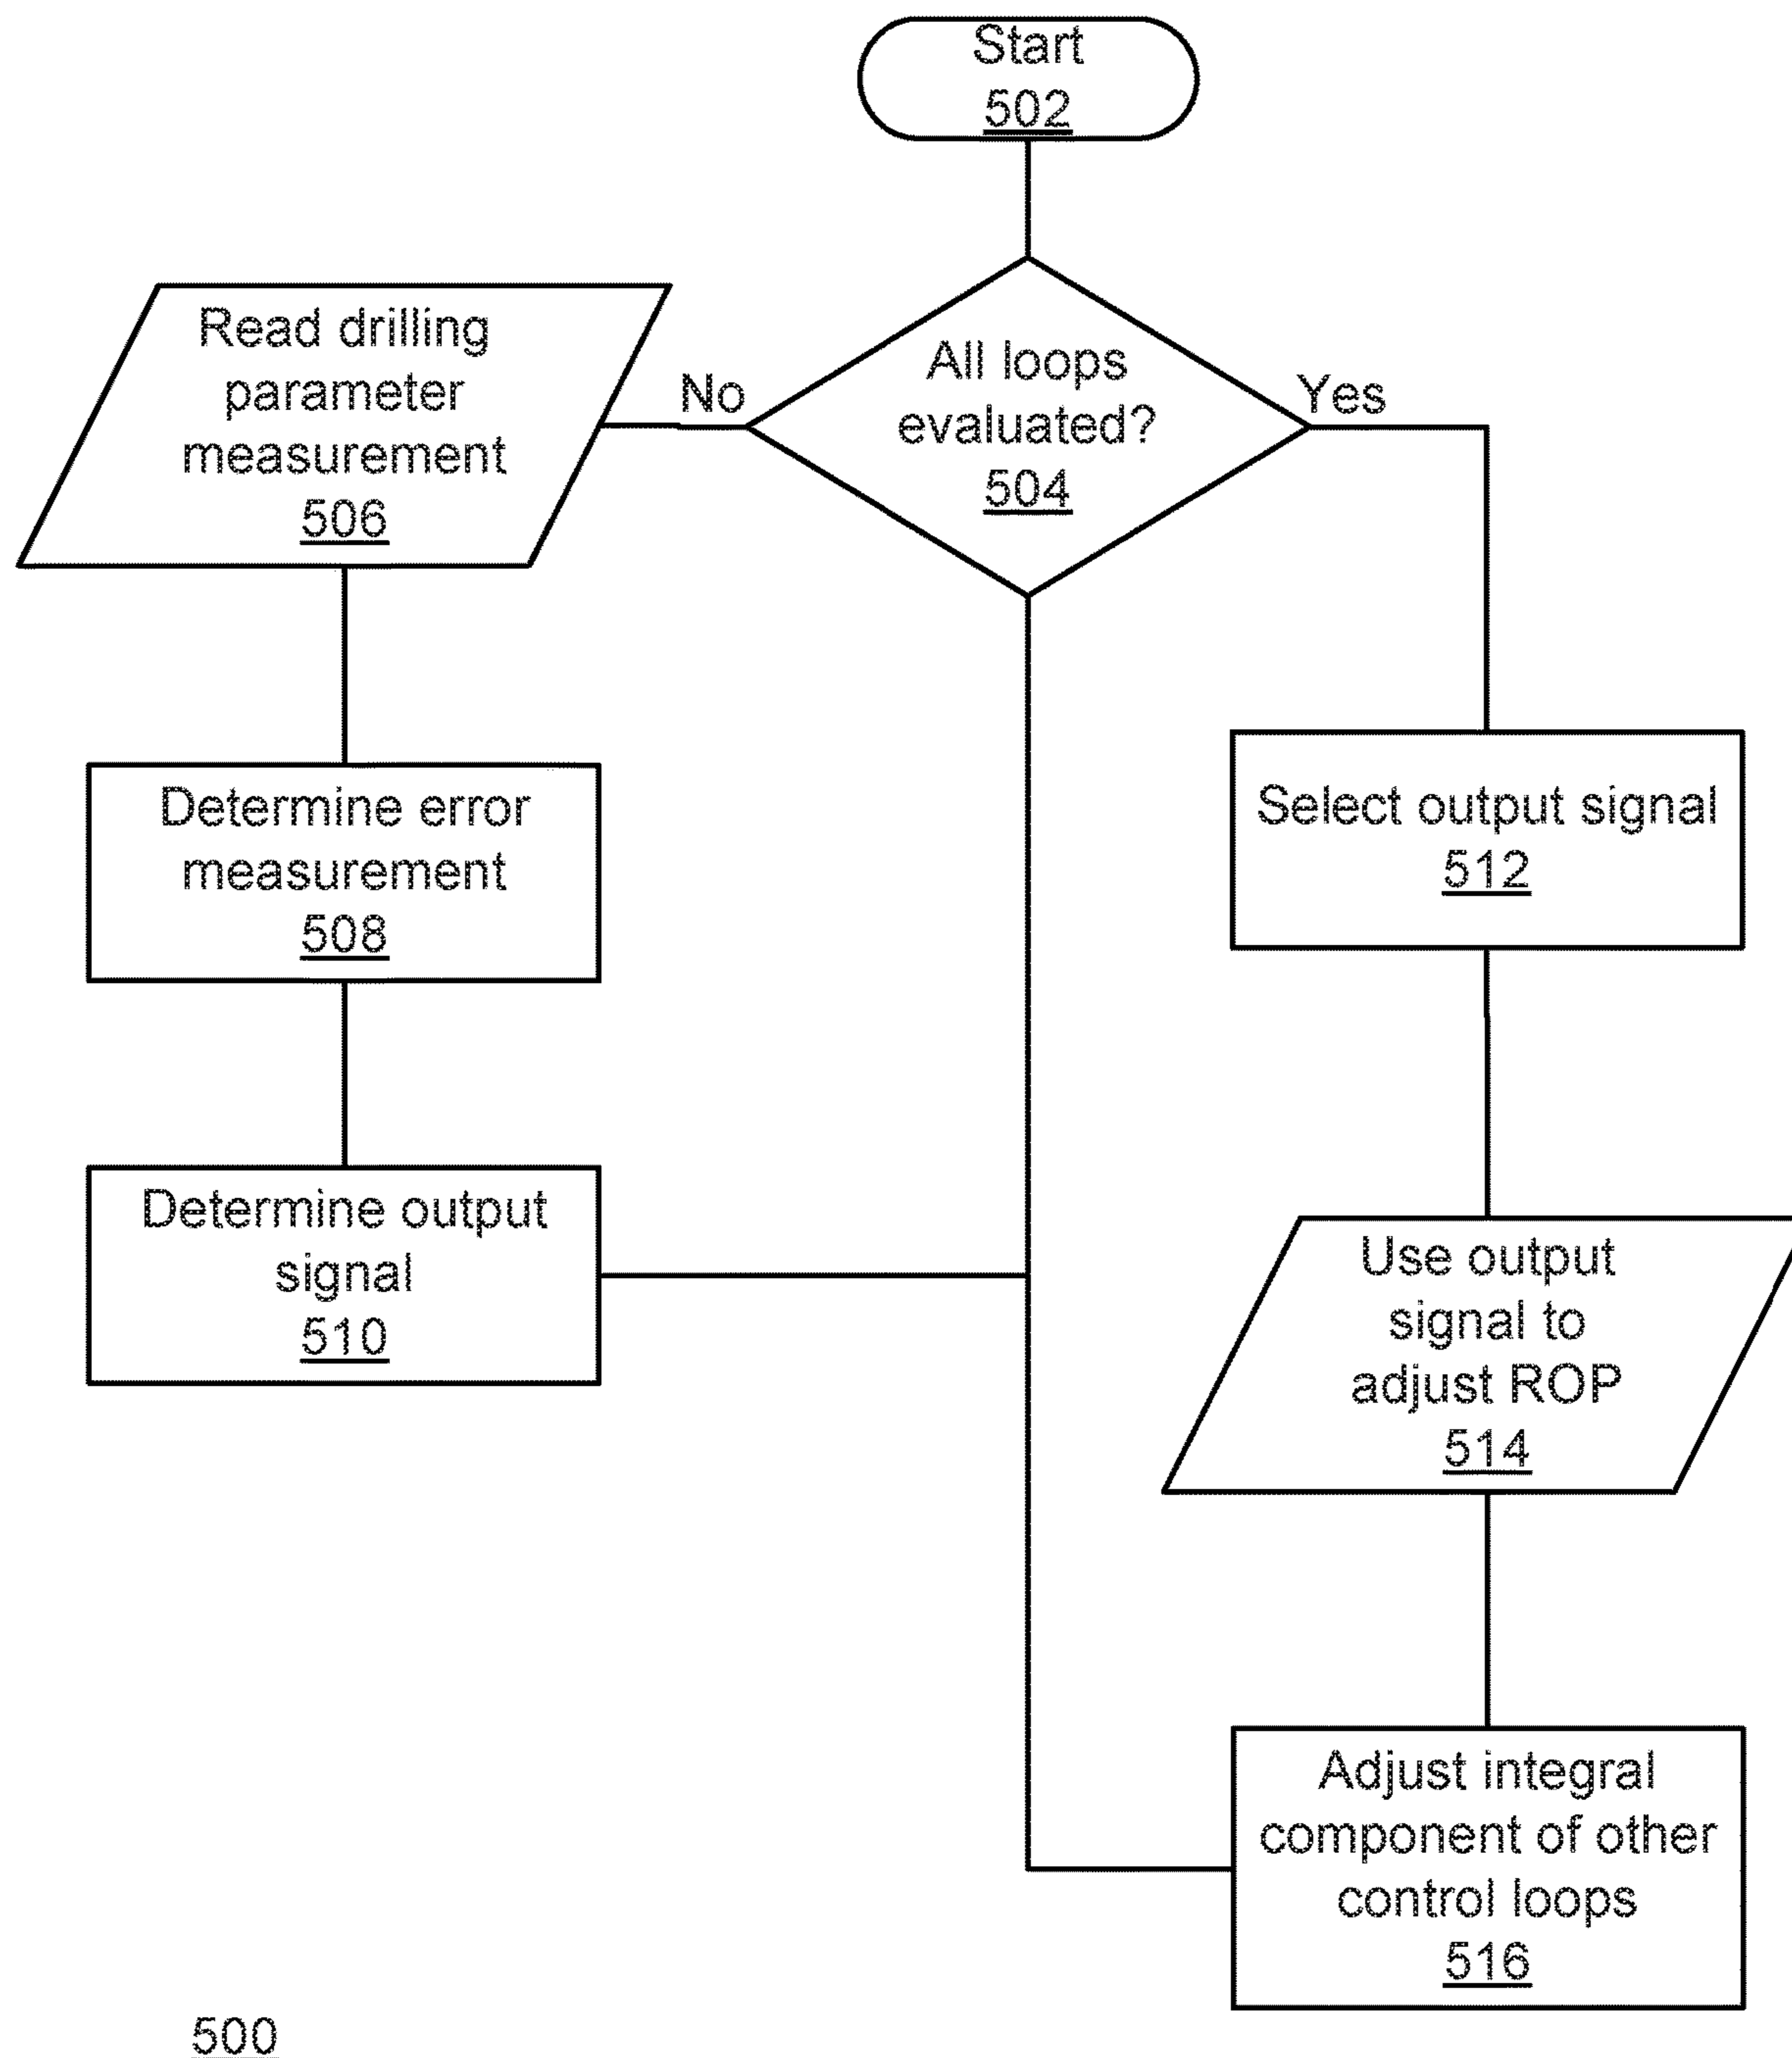 Start
502
All loops
evaluated?
504
No
Yes
Read drilling
parameter
measurement
506
Determine error
measurement
508
Determine output
signal
510
Select output signal
512
Use output
signal to
adjust ROP
514
Adjust integral
component of other
control loops
516
500